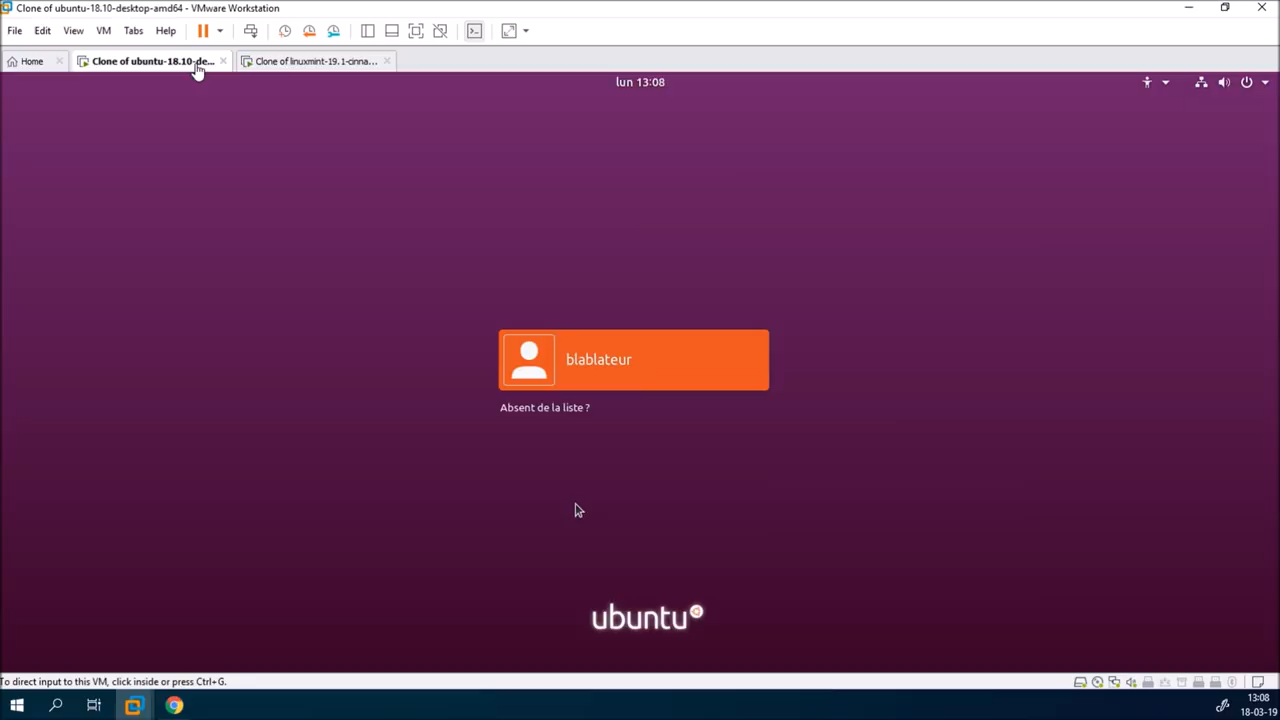 Clone of ubuntu-18.10-desktop-amd64 - VMware Workstation
File Edit View VM Tabs Help
Home Clone of ubuntu-18.10-de... Clone of linuxmint-19.1-cinna...
lun 13:08
blablateur
Absent de la liste ?
ubuntu
To direct input to this VM, click inside or press Ctrl+G.
13:08
18-03-19